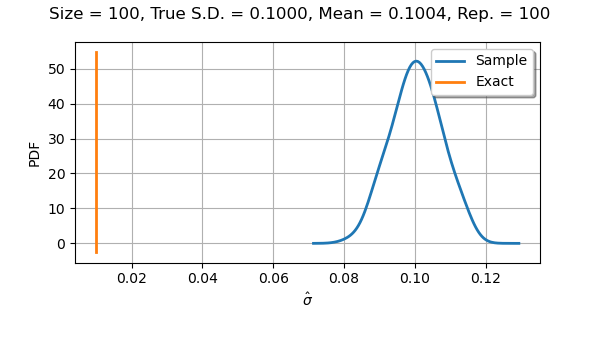 Size = 100, True S.D. = 0.1000, Mean = 0.1004, Rep. = 100
Sample
Exact
50
40
30
20
10
0
PDF
0.02 0.04 0.06 0.08 0.10 0.12
σ̂